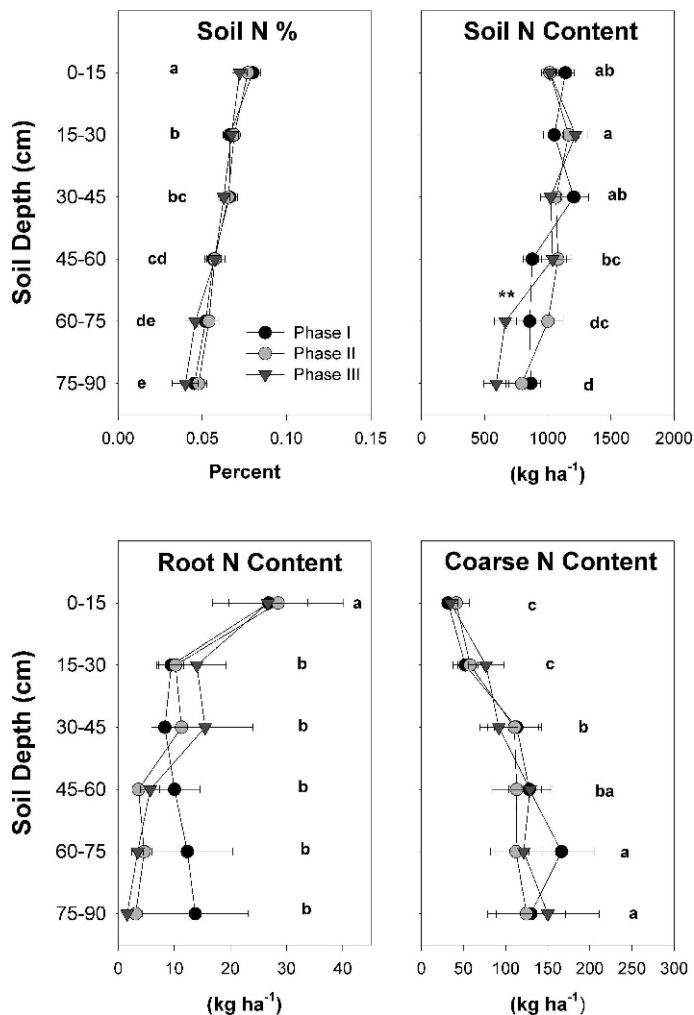 Soil N %
Soil N Content
Soil Depth (cm)
0-15
a
ab
15-30
b
a
30-45
bc
ab
45-60
cd
bc
**
60-75
de
dc
Phase I
Phase II
Phase III
75-90
e
d
0.00
0.05
0.10
0.15
0
500
1000
1500
2000
Percent
(kg ha-1)
Root N Content
Coarse N Content
Soil Depth (cm)
0-15
a
c
15-30
b
c
30-45
b
b
45-60
b
ba
60-75
b
a
75-90
b
a
0
10
20
30
40
0
50
100
150
200
250
300
(kg ha-1)
(kg ha-1)